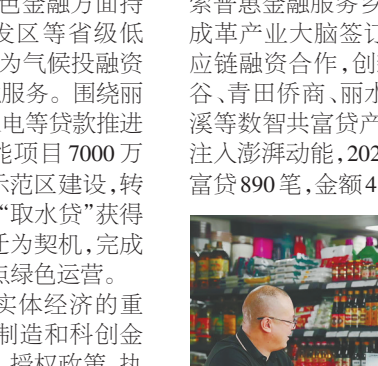 色金融方面持
发区等省级低
为气候投融资
服务。围绕丽
电等贷款推进
能项目7000万
示范区建设,转
“取水贷”获得
迁为契机,完成
点绿色运营。
实体经济的重
制造和科创金
授权政策 执
索普惠金融服务乡
成革产业大脑签订
应链融资合作,创新
谷、青田侨商、丽水
溪等数智共富贷产
注入澎湃动能,202
富贷890笔,金额4